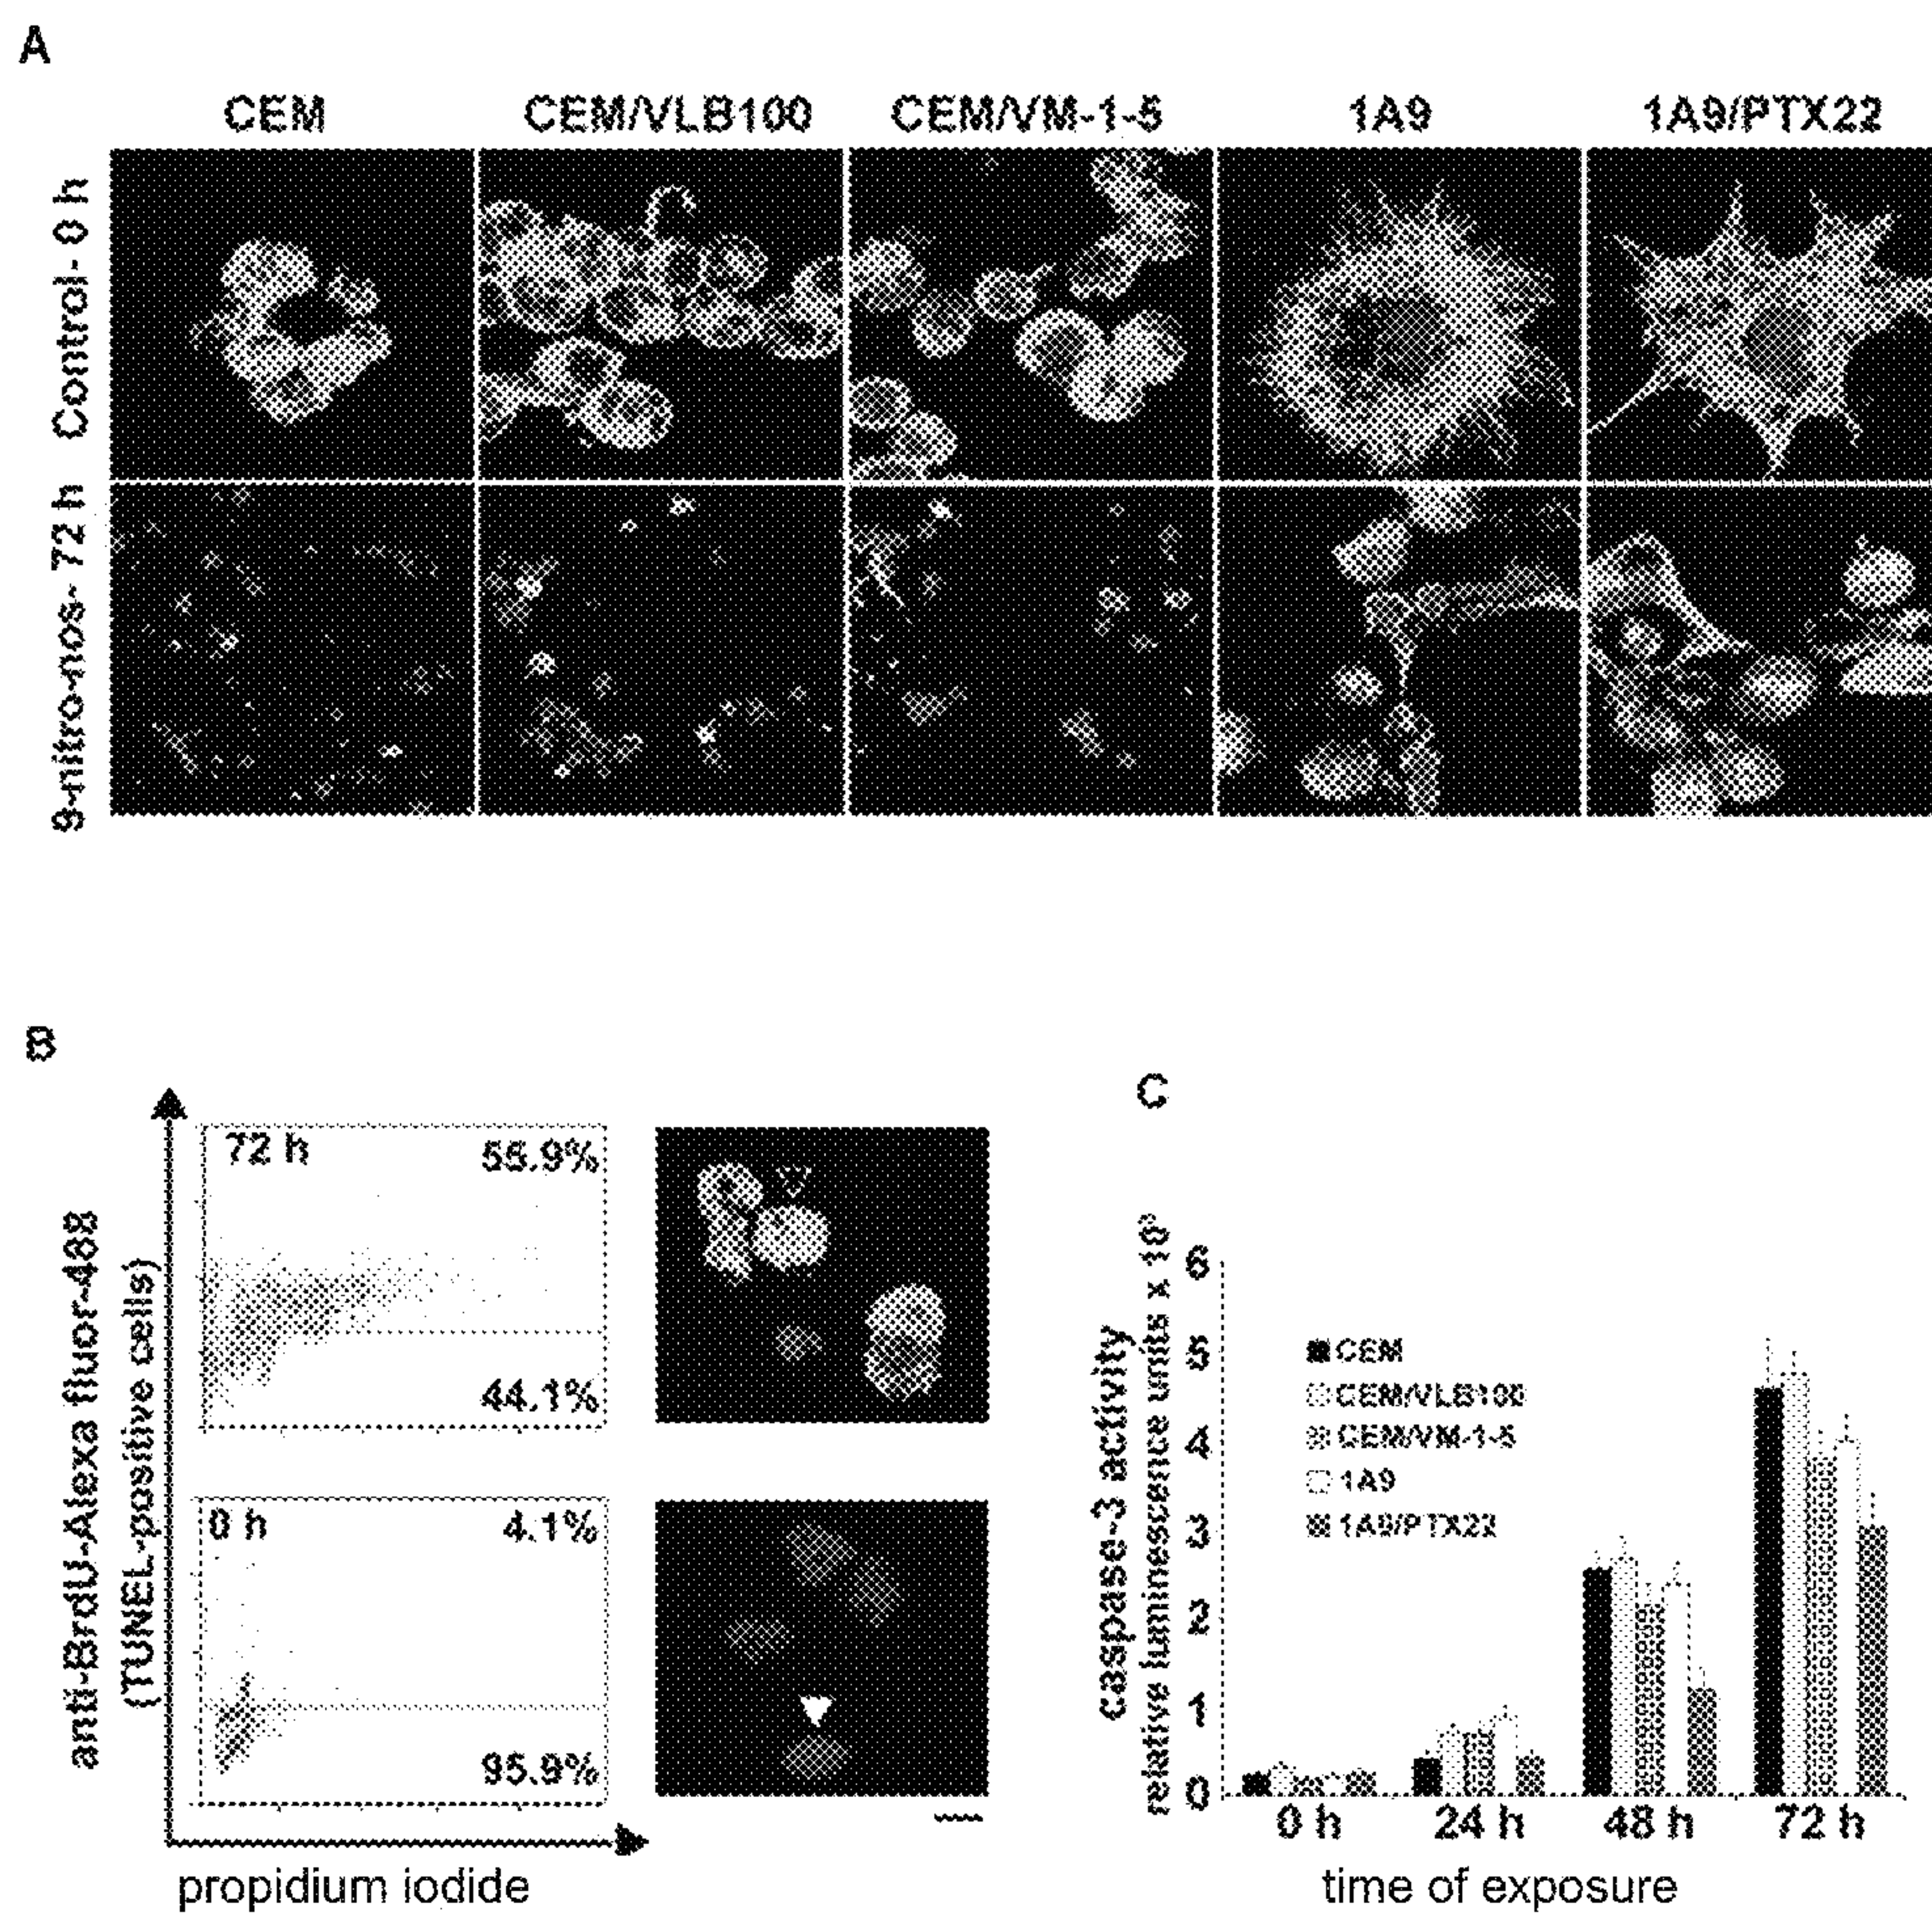 A
CEM CEM/VLB100 CEM/VM-1-5 1A9 1A9/PTX22
Control- 0 h
9-nitro-nos- 72 h
B
anti-BrdU-Alexa fluor-488
(TUNEL-positive cells)
72 h 55.9%
44.1%
0 h 4.1%
95.9%
propidium iodide
C
caspase-3 activity
relative luminescence units x 10
6
5
4
3
2
1
0
CEM
CEM/VLB100
CEM/VM-1-5
1A9
1A9/PTX22
0 h 24 h 48 h 72 h
time of exposure